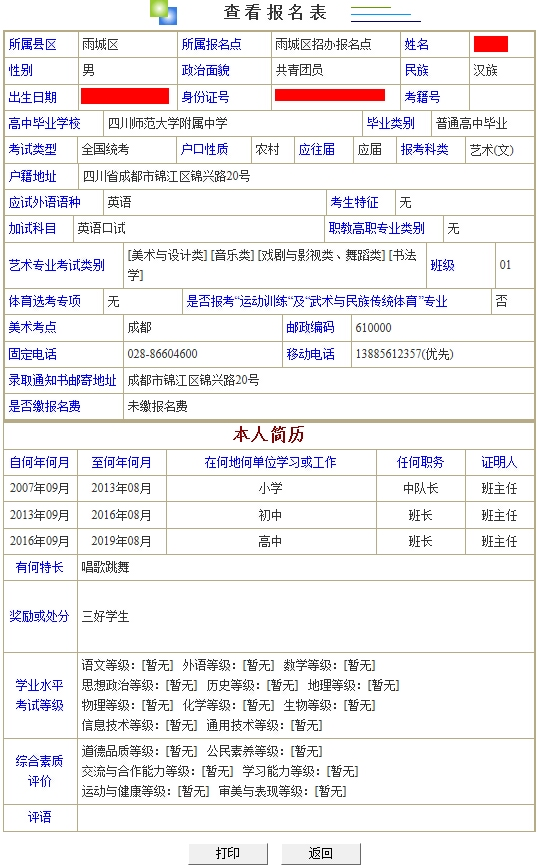 查看报名表
所属县区 雨城区 所属报名点 雨城区招办报名点 姓名
性别 男 政治面貌 共青团员 民族 汉族
出生日期 身份证号 考籍号
高中毕业学校 四川师范大学附属中学 毕业类别 普通高中毕业
考试类型 全国统考 户口性质 农村 应往届 应届 报考科类 艺术(文)
户籍地址 四川省成都市锦江区锦兴路20号
应试外语语种 英语 考生特征 无
加试科目 英语口试 职教高职专业类别 无
艺术专业考试类别 [美术与设计类] [音乐类] [戏剧与影视类、舞蹈类] [书法
学] 班级 01
体育选考专项 无 是否报考“运动训练“及“武术与民族传统体育”专业 否
美术考点 成都 邮政编码 610000
固定电话 028-86604600 移动电话 13885612357(优先)
录取通知书邮寄地址 成都市锦江区锦兴路20号
是否缴报名费 未缴报名费
本人简历
自何年何月 至何年何月 在何地何单位学习或工作 任何职务 证明人
2007年09月 2013年08月 小学 中队长 班主任
2013年09月 2016年08月 初中 班长 班主任
2016年09月 2019年08月 高中 班长 班主任
有何特长 唱歌跳舞
奖励或处分 三好学生
学业水平
考试等级
语文等级：[暂无] 外语等级：[暂无] 数学等级：[暂无]
思想政治等级：[暂无] 历史等级：[暂无] 地理等级：[暂无]
物理等级：[暂无] 化学等级：[暂无] 生物等级：[暂无]
信息技术等级：[暂无] 通用技术等级：[暂无]
综合素质
评价
道德品质等级：[暂无] 公民素养等级：[暂无]
交流与合作能力等级：[暂无] 学习能力等级：[暂无]
运动与健康等级：[暂无] 审美与表现等级：[暂无]
评语
打印 返回